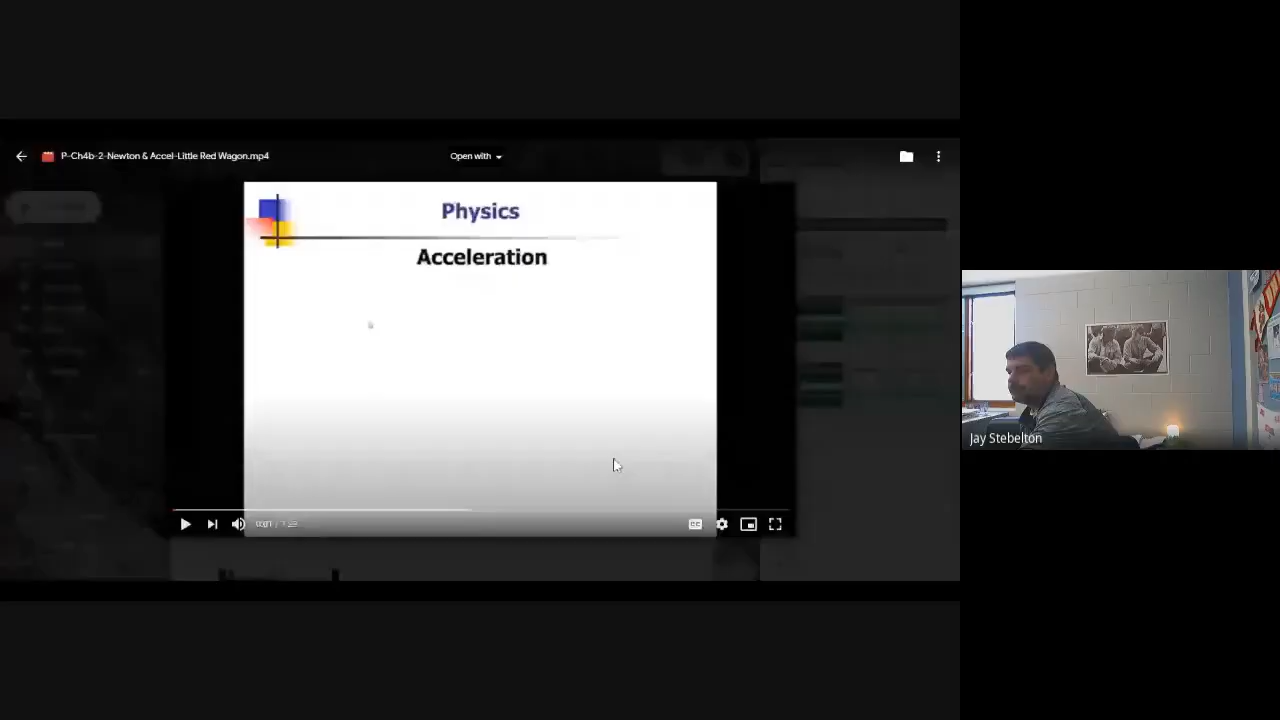 P-Ch4b-2-Newton & Accel-Little Red Wagon.mp4
Open with
Physics
Acceleration
Jay Stebelton